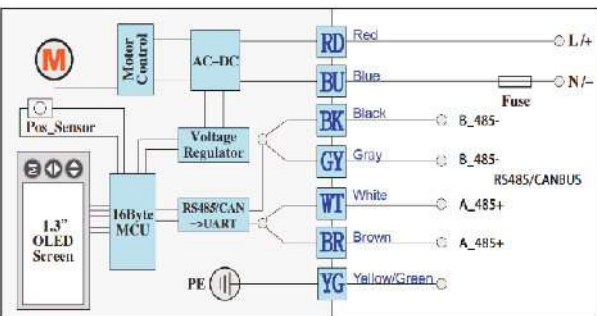 M
Motor
Control
AC-DC
Pos_Sensor
Voltage
Regulator
M
1.3"
OLED
Screen
16Byte
MCU
RS485/CAN
->UART
PE
RD Red L/+
BU Blue N/-
Fuse
BK Black B_485-
GY Gray B_485-
RS485/CANBUS
WT White A_485+
BR Brown A_485+
YG Yellow/Green